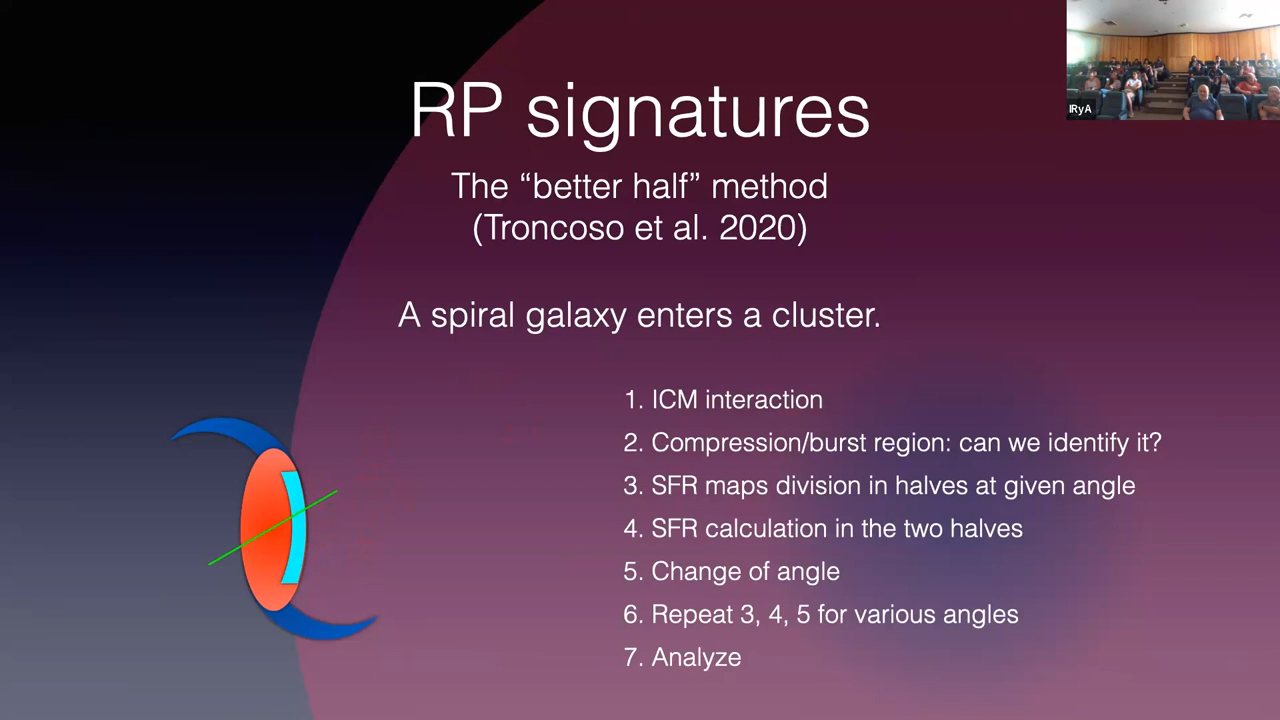 RP signatures
The “better half” method
(Troncoso et al. 2020)
A spiral galaxy enters a cluster.
1. ICM interaction
2. Compression/burst region: can we identify it?
3. SFR maps division in halves at given angle
4. SFR calculation in the two halves
5. Change of angle
6. Repeat 3, 4, 5 for various angles
7. Analyze
IRyA